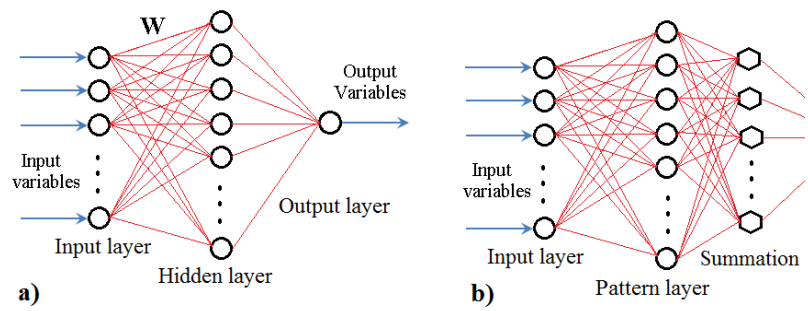 W
Output
Variables
Input
variables
Input layer
Hidden layer
Output layer
a)
Input
variables
Input layer
Pattern layer
Summation
b)